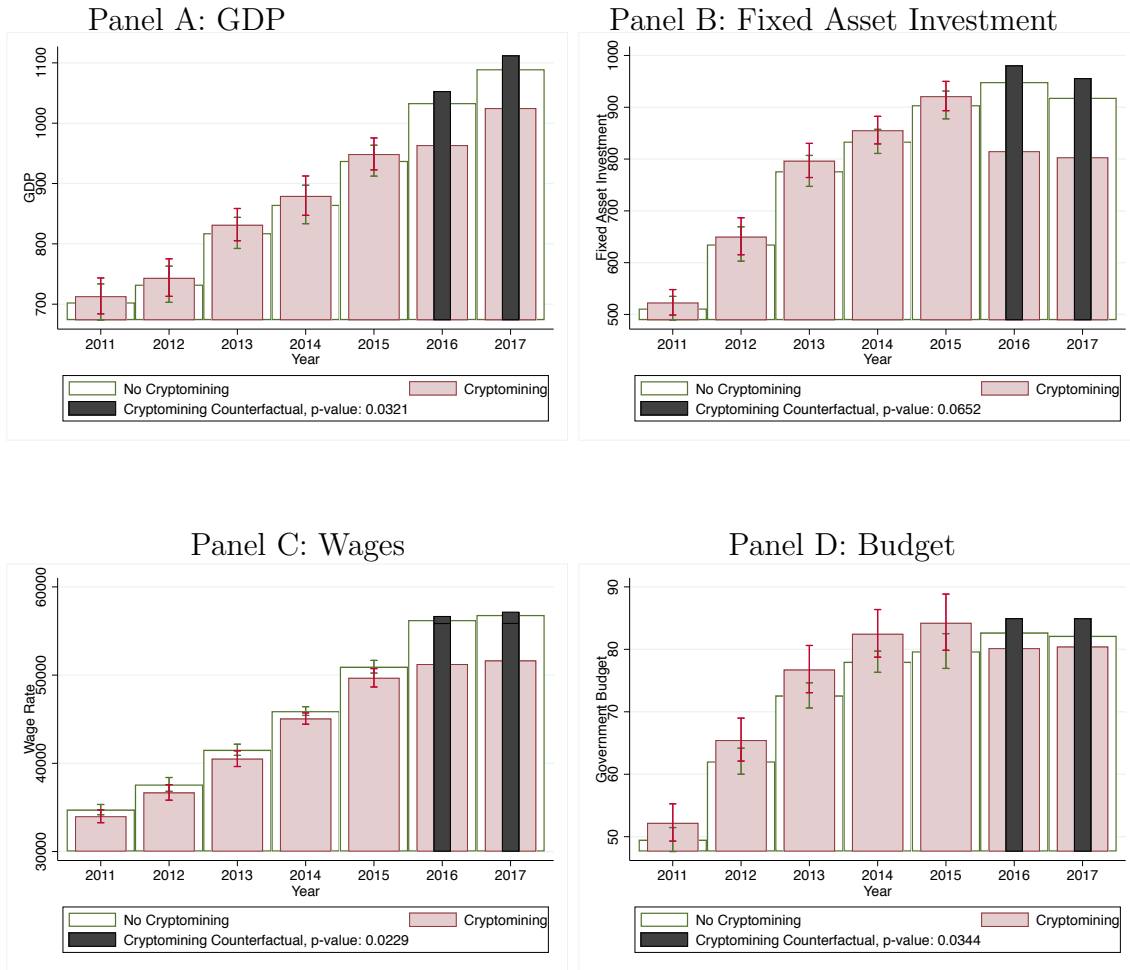 Panel A: GDP
GDP
1100
1000
900
800
700
2011 2012 2013 2014 2015 2016 2017
Year
No Cryptomining Cryptomining
Cryptomining Counterfactual, p-value: 0.0321
Panel B: Fixed Asset Investment
Fixed Asset Investment
1000
900
800
700
600
500
2011 2012 2013 2014 2015 2016 2017
Year
No Cryptomining Cryptomining
Cryptomining Counterfactual, p-value: 0.0652
Panel C: Wages
Wage Rate
60000
50000
40000
30000
2011 2012 2013 2014 2015 2016 2017
Year
No Cryptomining Cryptomining
Cryptomining Counterfactual, p-value: 0.0229
Panel D: Budget
Government Budget
90
80
70
60
50
2011 2012 2013 2014 2015 2016 2017
Year
No Cryptomining Cryptomining
Cryptomining Counterfactual, p-value: 0.0344